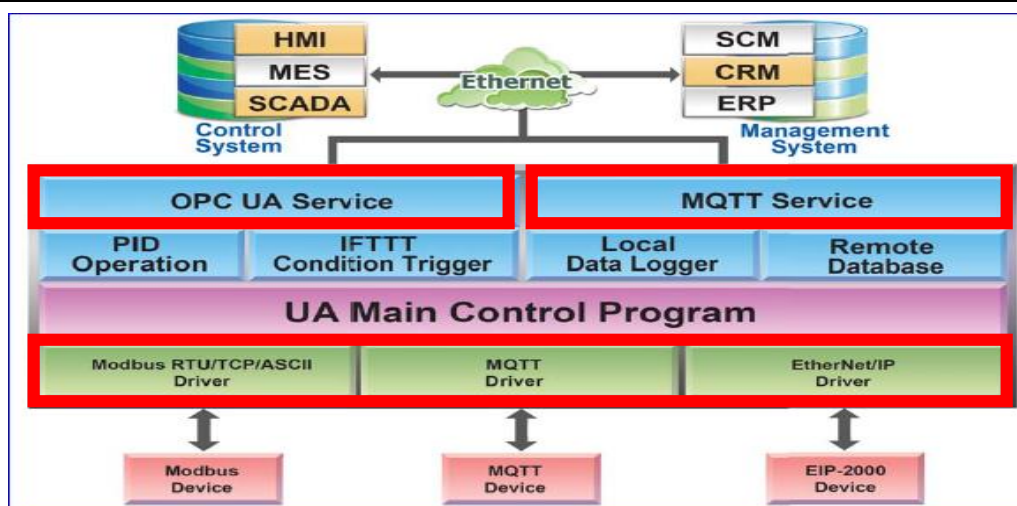 HMI
MES
SCADA
Control
System
Ethernet
SCM
CRM
ERP
Management
System
OPC UA Service
MQTT Service
PID
Operation
IFTTT
Condition Trigger
Local
Data Logger
Remote
Database
UA Main Control Program
Modbus RTU/TCP/ASCII
Driver
MQTT
Driver
EtherNet/IP
Driver
Modbus
Device
MQTT
Device
EIP-2000
Device